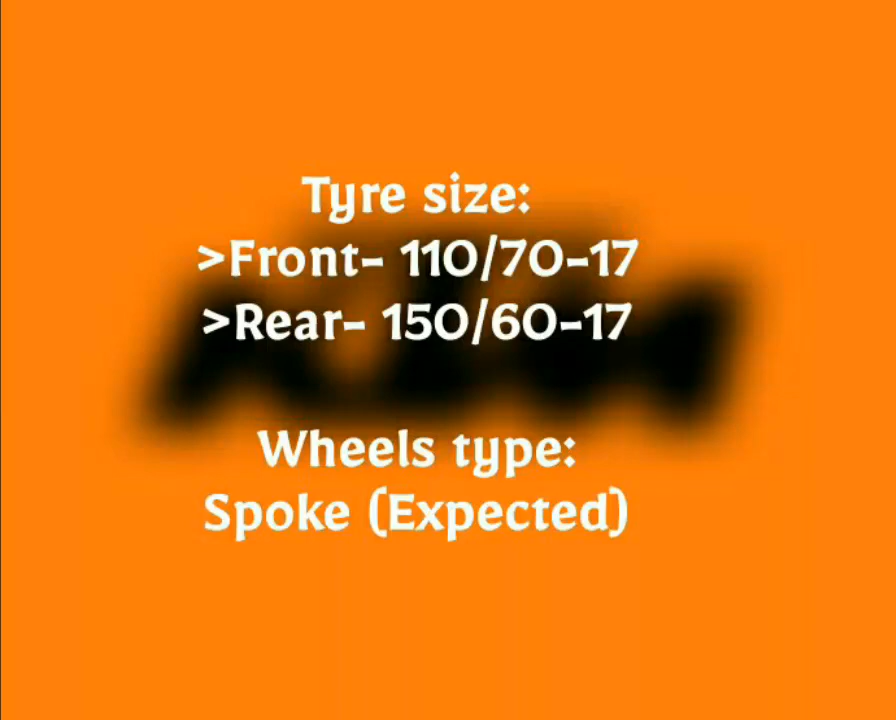 Tyre size:
>Front- 110/70-17
>Rear- 150/60-17
Wheels type:
Spoke (Expected)